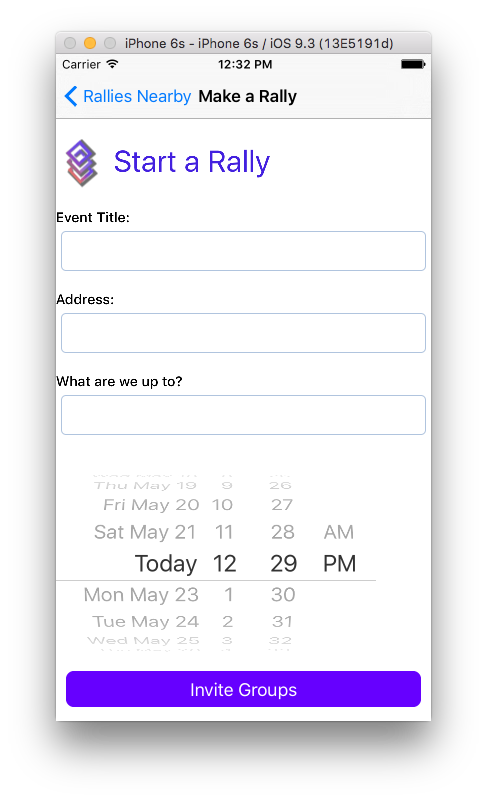 iPhone 6s - iPhone 6s / iOS 9.3 (13E5191d)
Carrier 12:32 PM
Rallies Nearby Make a Rally
Start a Rally
Event Title:
Address:
What are we up to?
Thu May 19 9 26
Fri May 20 10 27
Sat May 21 11 28 AM
Today 12 29 PM
Mon May 23 1 30
Tue May 24 2 31
Wed May 25 3 32
Invite Groups